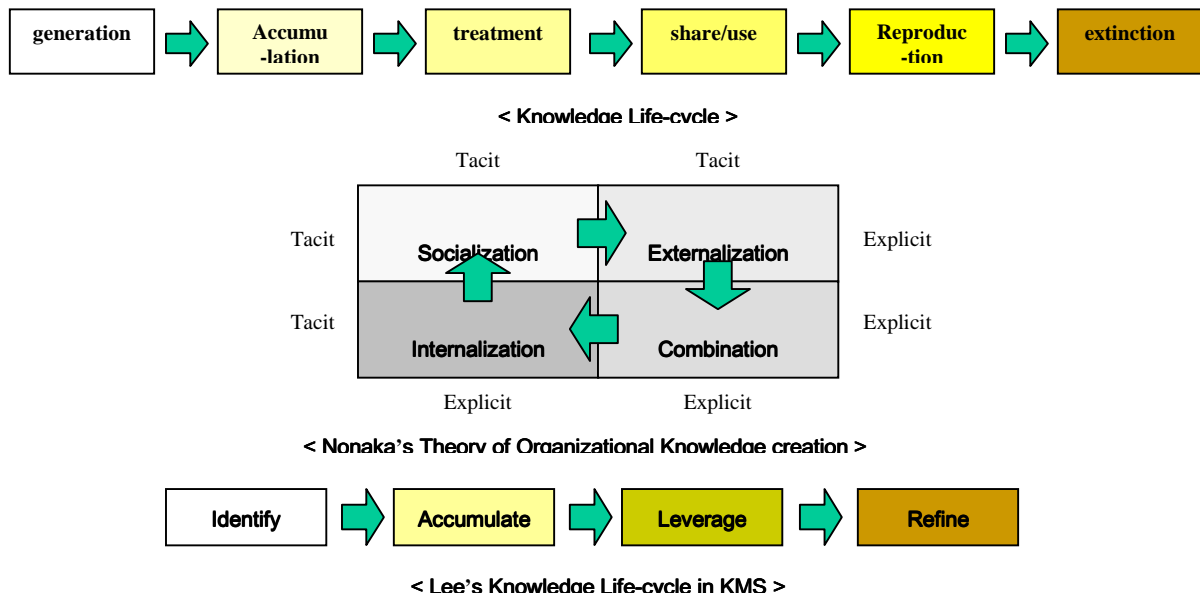 generation Accumu treatment share/use Reproduc extinction
-lation -tion
< Knowledge Life-cycle >
Tacit Tacit
Tacit Socialization Externalization Explicit
Tacit Internalization Combination Explicit
Explicit Explicit
< Nonaka's Theory of Organizational Knowledge creation >
Identify Accumulate Leverage Refine
< Lee's Knowledge Life-cycle in KMS >